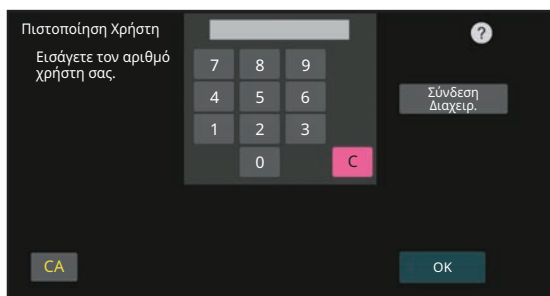 Πιστοποίηση Χρήστη
?
Εισάγετε τον αριθμό
χρήστη σας.
7 8 9
4 5 6
1 2 3
0 C
Σύνδεση
Διαχειρ.
CA
OK